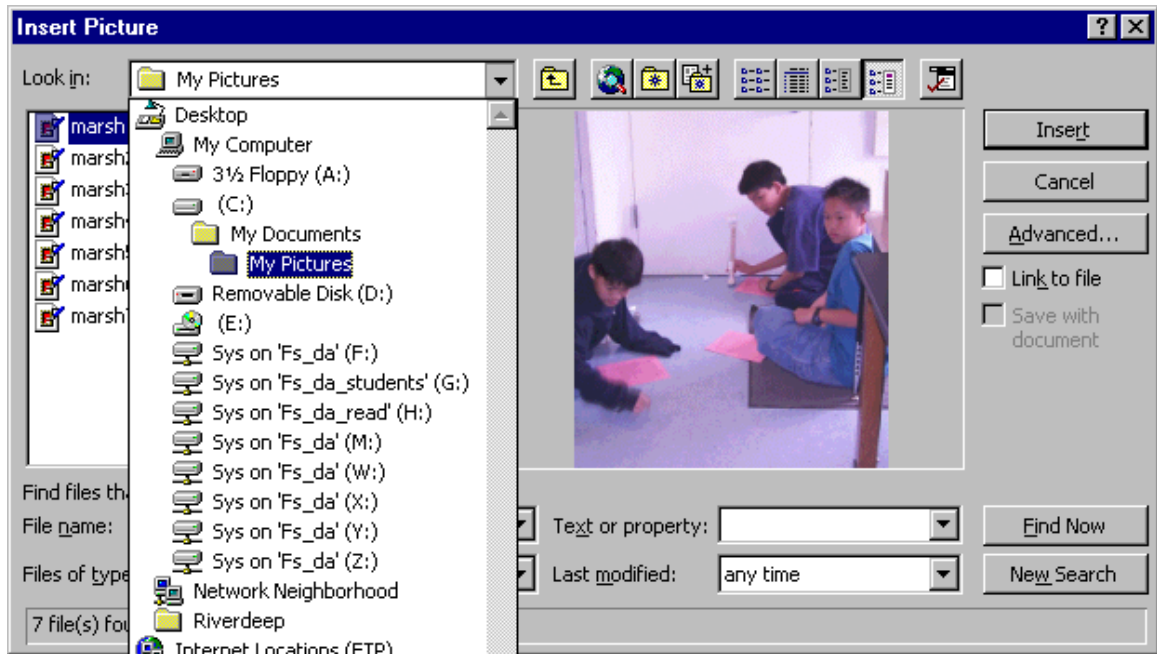 Insert Picture
Look in: My Pictures
marsh
marsh
marsh
marsh
marsh
marsh
marsh
Desktop
My Computer
3½ Floppy (A:)
(C:)
My Documents
My Pictures
Removable Disk (D:)
(E:)
Sys on 'Fs_da' (F:)
Sys on 'Fs_da_students' (G:)
Sys on 'Fs_da_read' (H:)
Sys on 'Fs_da' (M:)
Sys on 'Fs_da' (W:)
Sys on 'Fs_da' (X:)
Sys on 'Fs_da' (Y:)
Sys on 'Fs_da' (Z:)
Network Neighborhood
Riverdeep
Internet Locations (FTP)
Insert
Cancel
Advanced...
Link to file
Save with
document
Find files
File name:
Text or property:
Find Now
Files of type
Last modified: any time
New Search
7 file(s)